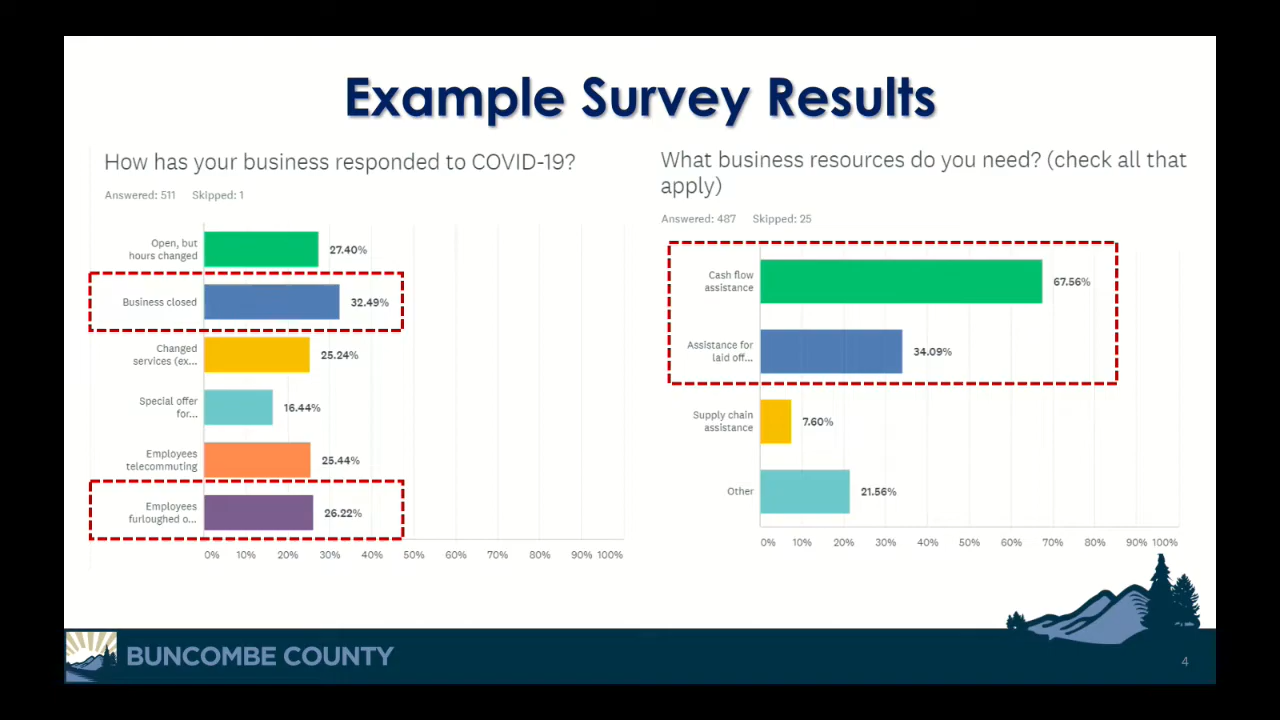 Example Survey Results
How has your business responded to COVID-19?
Answered: 511 Skipped: 1
Open, but
hours changed
27.40%
Business closed
32.49%
Changed
services (ex...
25.24%
Special offer
for...
16.44%
Employees
telecommuting
25.44%
Employees
furloughed o...
26.22%
0% 10% 20% 30% 40% 50% 60% 70% 80% 90% 100%
What business resources do you need? (check all that
apply)
Answered: 487 Skipped: 25
Cash flow
assistance
67.56%
Assistance for
laid off...
34.09%
Supply chain
assistance
7.60%
Other
21.56%
0% 10% 20% 30% 40% 50% 60% 70% 80% 90% 100%
BUNCOMBE COUNTY
4